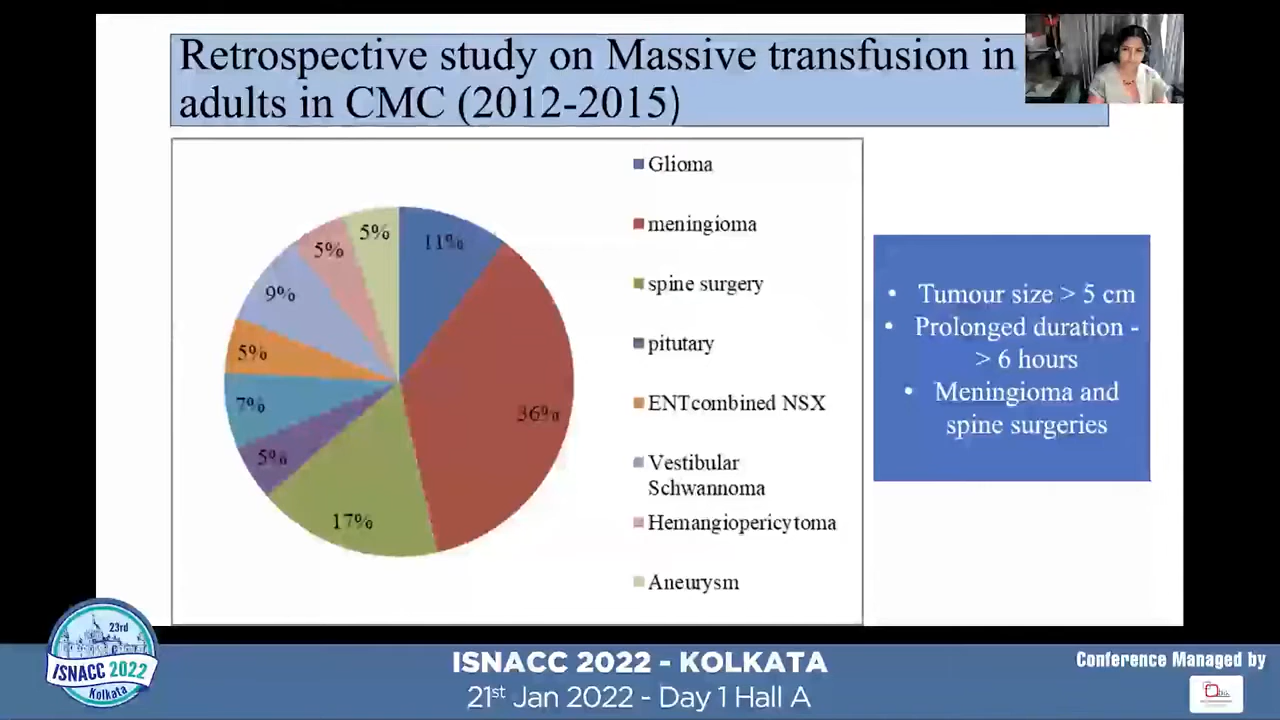 Retrospective study on Massive transfusion in
adults in CMC (2012-2015)
5%
11%
5%
9%
5%
7%
5%
17%
36%
Glioma
meningioma
spine surgery
pitutary
ENTcombined NSX
Vestibular
Schwannoma
Hemangiopericytoma
Aneurysm
• Tumour size > 5 cm
• Prolonged duration -
> 6 hours
• Meningioma and
spine surgeries
23rd
ISNACC 2022
Kolkata
ISNACC 2022 - KOLKATA
21st Jan 2022 - Day 1 Hall A
Conference Managed by